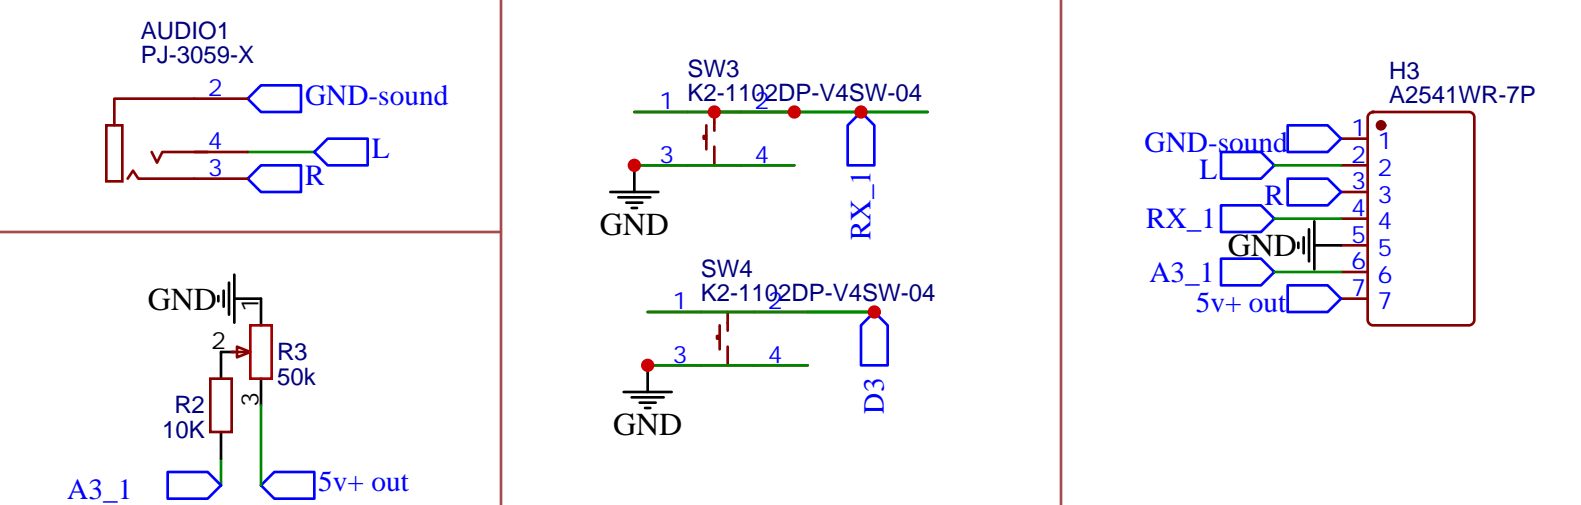 AUDIO1
PJ-3059-X
2
GND-sound
4
L
3
R
GND
1
2
R3
50k
3
R2
10K
A3_1
5v+ out
SW3
K2-1102DP-V4SW-04
1
2
3
4
GND
RX_1
SW4
K2-1102DP-V4SW-04
1
2
3
4
GND
D3
H3
A2541WR-7P
GND-sound
1
1
L
2
2
R
3
3
RX_1
4
4
GND
5
5
A3_1
6
6
5v+ out
7
7